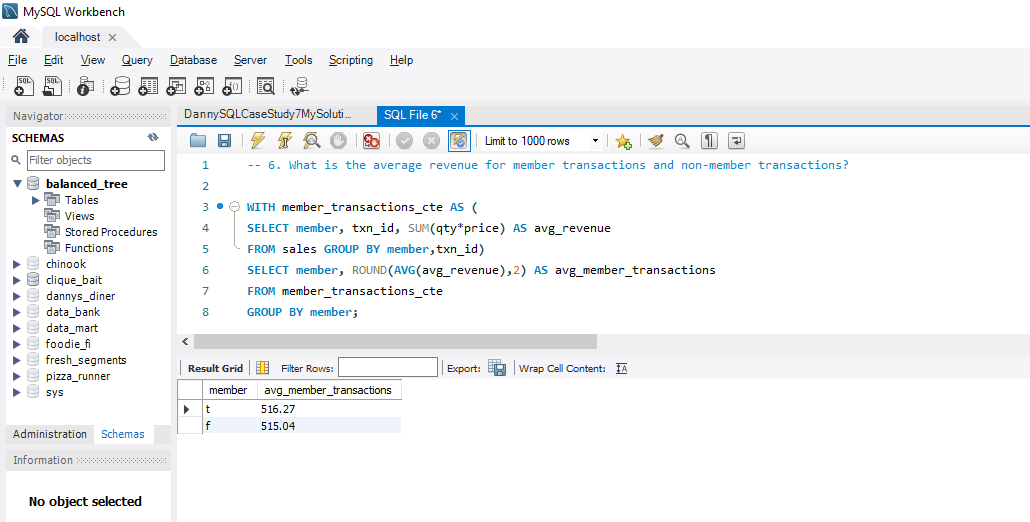 MySQL Workbench
localhost
File Edit View Query Database Server Tools Scripting Help
Navigator
SCHEMAS
Filter objects
balanced_tree
Tables
Views
Stored Procedures
Functions
chinook
clique_bait
dannys_diner
data_bank
data_mart
foodie_fi
fresh_segments
pizza_runner
sys
Administration Schemas
Information
No object selected
DannySQLCaseStudy7MySoluti... SQL File 6*
Limit to 1000 rows
1 -- 6. What is the average revenue for member transactions and non-member transactions?
2
3 WITH member_transactions_cte AS (
4 SELECT member, txn_id, SUM(qty*price) AS avg_revenue
5 FROM sales GROUP BY member,txn_id)
6 SELECT member, ROUND(AVG(avg_revenue),2) AS avg_member_transactions
7 FROM member_transactions_cte
8 GROUP BY member;
Result Grid Filter Rows: Export: Wrap Cell Content:
member avg_member_transactions
t 516.27
f 515.04